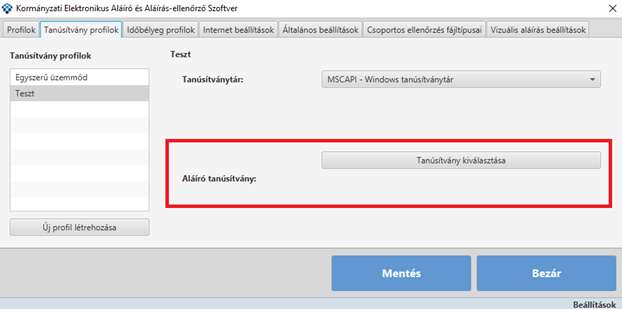 Kormányzati Elektronikus Aláíró és Aláírás-ellenőrző Szoftver
Profilok Tanúsítvány profilok Időbélyeg profilok Internet beállítások Általános beállítások Csoportos ellenőrzés fájltípusai Vizuális aláírás beállítások
Tanúsítvány profilok
Egyszerű üzemmód
Teszt
Új profil létrehozása
Teszt
Tanúsítványtár: MSCAPI - Windows tanúsítványtár
Tanúsítvány kiválasztása
Aláíró tanúsítvány:
Mentés Bezár
Beállítások